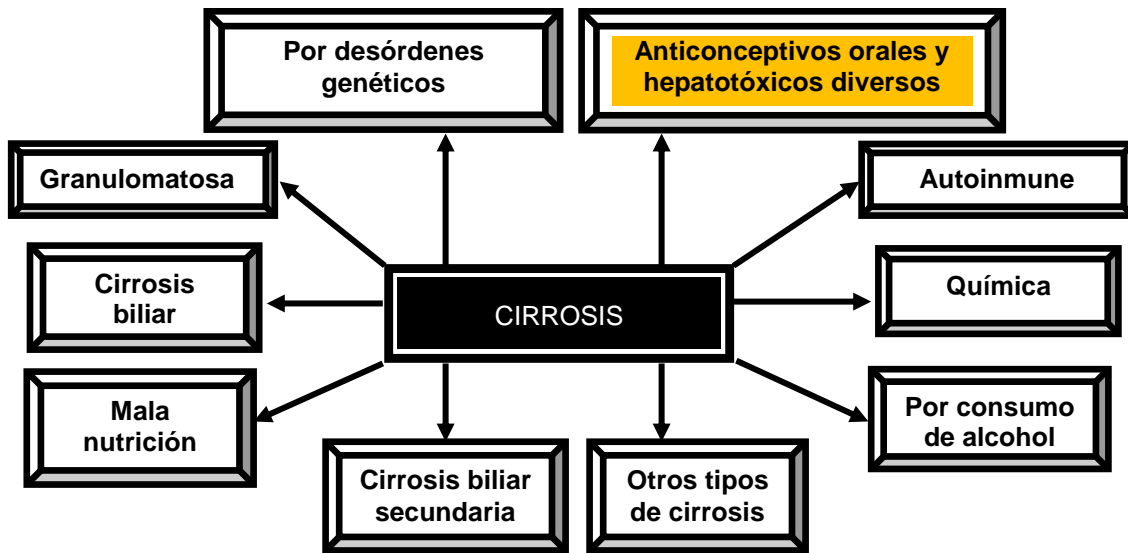 Por desórdenes
genéticos
Anticonceptivos orales y
hepatotóxicos diversos
Granulomatosa
Autoinmune
Cirrosis
biliar
CIRROSIS
Química
Mala
nutrición
Por consumo
de alcohol
Cirrosis biliar
secundaria
Otros tipos
de cirrosis